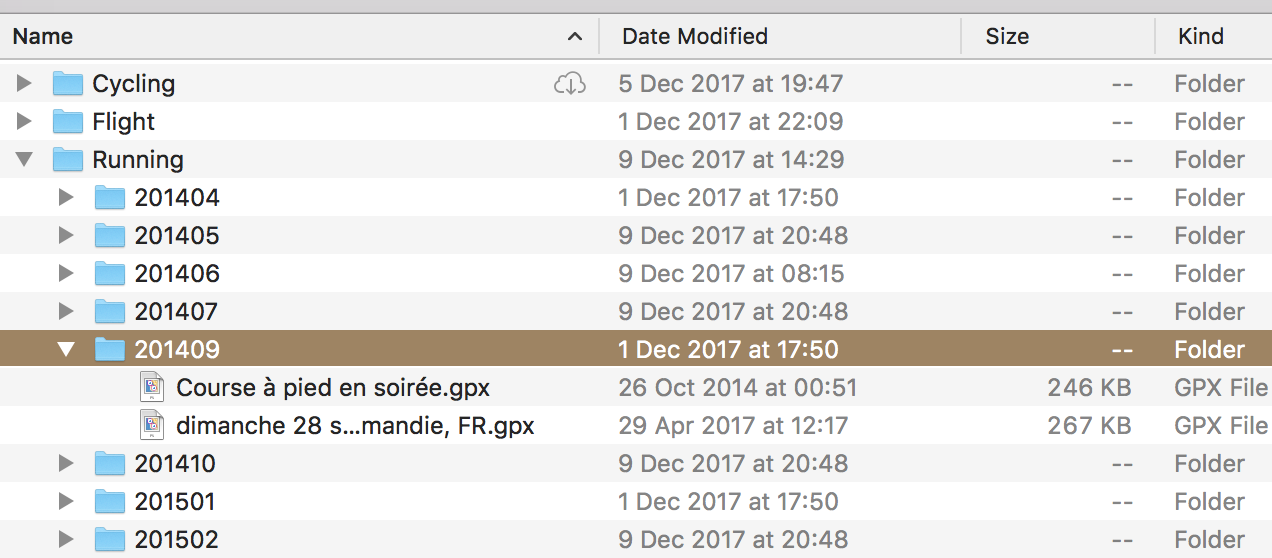 Name Date Modified Size Kind
Cycling 5 Dec 2017 at 19:47 -- Folder
Flight 1 Dec 2017 at 22:09 -- Folder
Running 9 Dec 2017 at 14:29 -- Folder
201404 1 Dec 2017 at 17:50 -- Folder
201405 9 Dec 2017 at 20:48 -- Folder
201406 9 Dec 2017 at 08:15 -- Folder
201407 9 Dec 2017 at 20:48 -- Folder
201409 1 Dec 2017 at 17:50 -- Folder
Course à pied en soirée.gpx 26 Oct 2014 at 00:51 246 KB GPX File
dimanche 28 s...mandie, FR.gpx 29 Apr 2017 at 12:17 267 KB GPX File
201410 9 Dec 2017 at 20:48 -- Folder
201501 1 Dec 2017 at 17:50 -- Folder
201502 9 Dec 2017 at 20:48 -- Folder